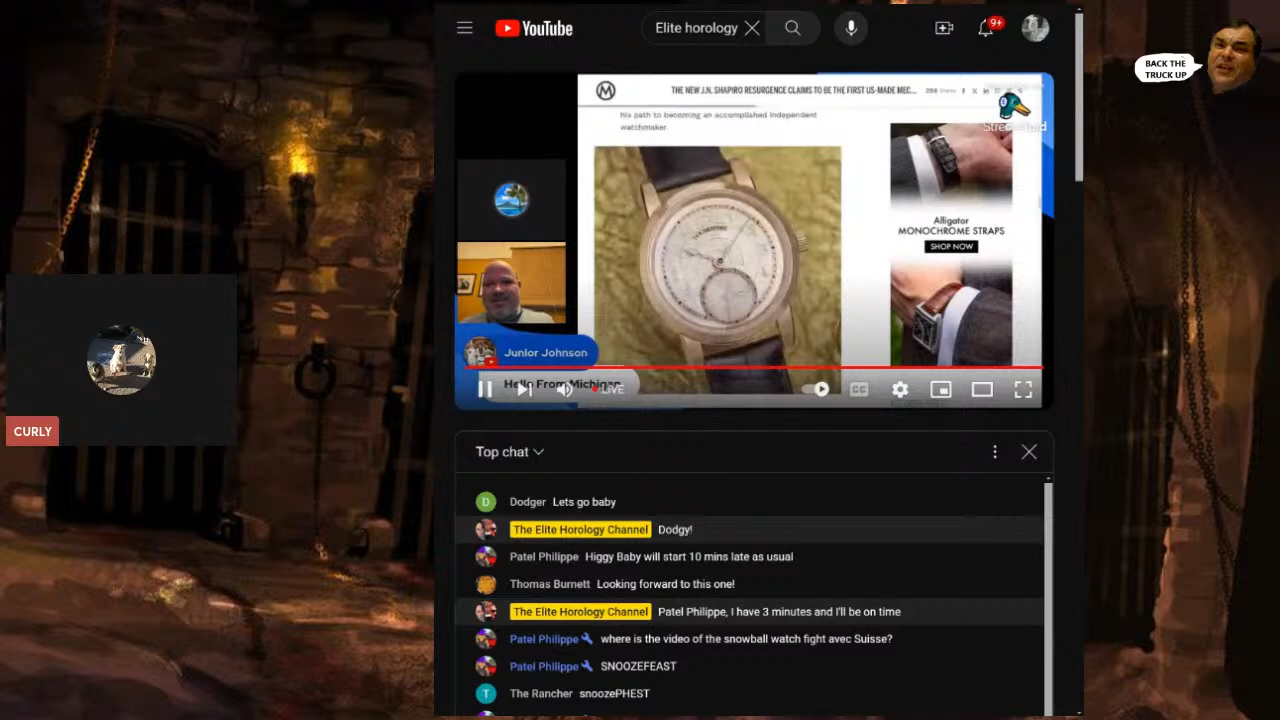 YouTube
Elite horology
9+
BACK THE
TRUCK UP
THE NEW J.N. SHAPIRO RESURGENCE CLAIMS TO BE THE FIRST US-MADE MEC...
his path to becoming an accomplished independent
watchmaker.
Alligator
MONOCHROME STRAPS
SHOP NOW
Junior Johnson
Hello From Michigan
LIVE
CC
CURLY
Top chat
D
Dodger Lets go baby
The Elite Horology Channel Dodgy!
Patel Philippe Higgy Baby will start 10 mins late as usual
Thomas Burnett Looking forward to this one!
The Elite Horology Channel Patel Philippe, I have 3 minutes and I'll be on time
Patel Philippe where is the video of the snowball watch fight avec Suisse?
Patel Philippe SNOOZEFEAST
T
The Rancher snoozePHEST